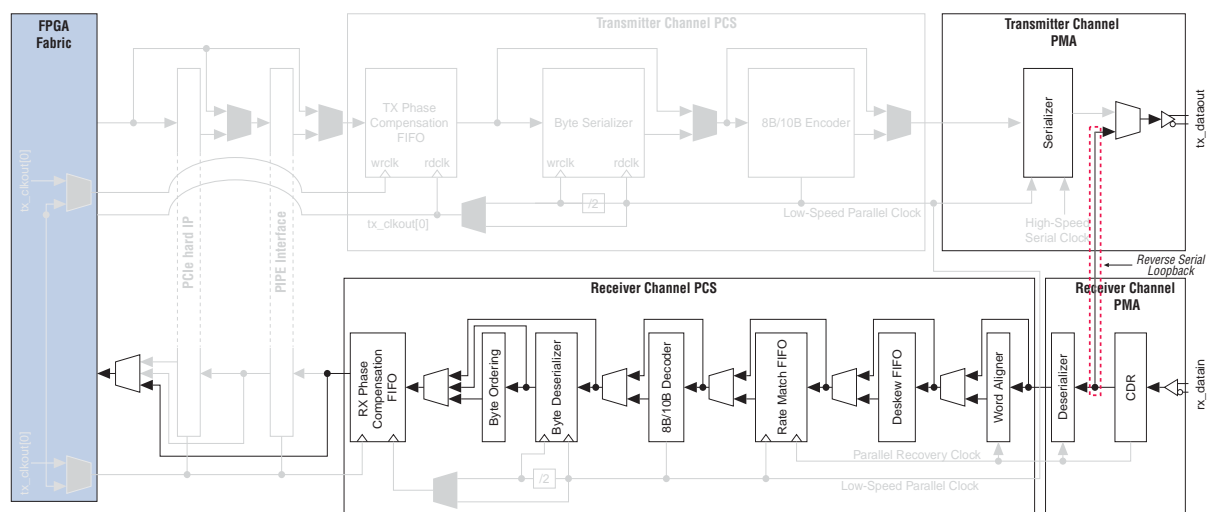 FPGA
Fabric
tx_clkout[0]
tx_clkout[0]
PCIe hard IP
PIPE Interface
Transmitter Channel PCS
TX Phase
Compensation
FIFO
wrclk
rdclk
tx_clkout[0]
Byte Serializer
wrclk
rdclk
/2
8B/10B Encoder
Low-Speed Parallel Clock
Transmitter Channel
PMA
Serializer
High-Speed
Serial Clock
tx_dataout
Reverse Serial
Loopback
Receiver Channel PCS
RX Phase
Compensation
FIFO
Byte Ordering
Byte Deserializer
/2
8B/10B Decoder
Rate Match FIFO
Deskew FIFO
Word Aligner
Parallel Recovery Clock
Low-Speed Parallel Clock
Receiver Channel
PMA
Deserializer
CDR
rx_datain